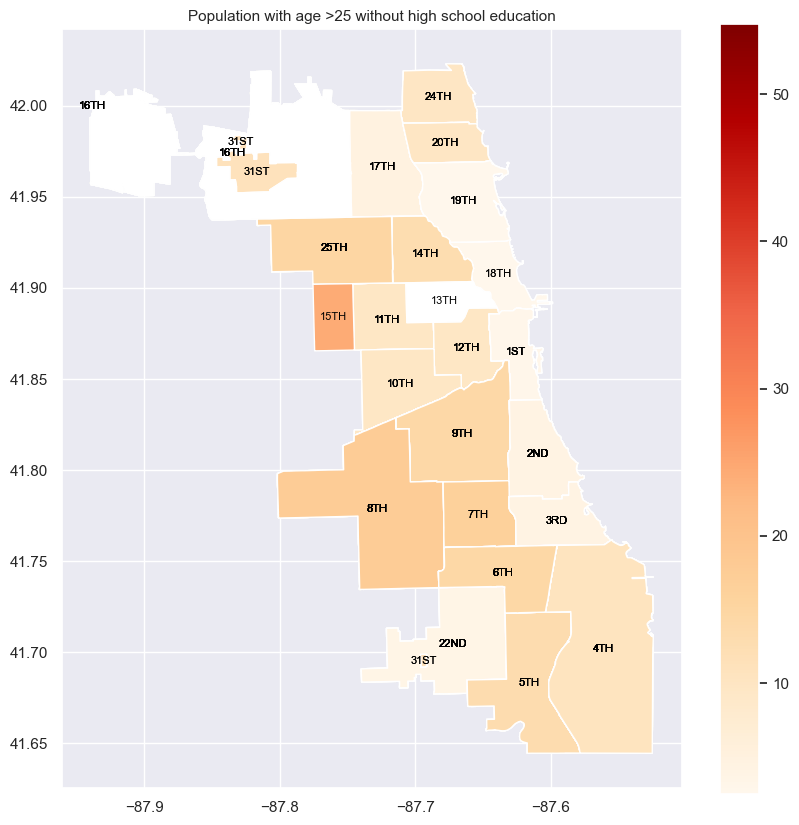 Population with age >25 without high school education
42.00
41.95
41.90
41.85
41.80
41.75
41.70
41.65
−87.9
−87.8
−87.7
−87.6
50
40
30
20
10
16TH
24TH
31ST
16TH
20TH
31ST
17TH
19TH
25TH
14TH
18TH
13TH
15TH
11TH
12TH
1ST
10TH
9TH
2ND
8TH
7TH
3RD
6TH
22ND
31ST
4TH
5TH